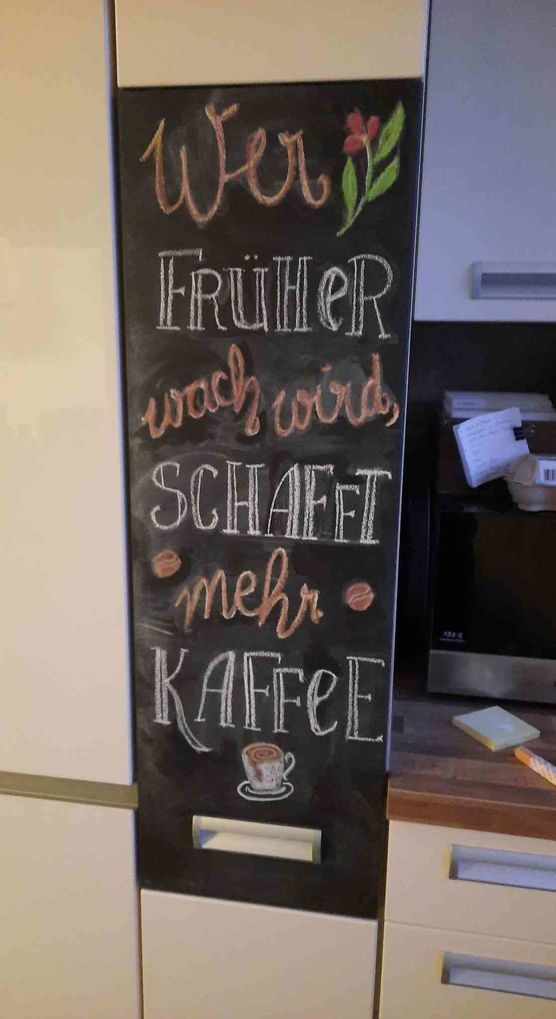 Wer
FRÜHeR
wach wird,
SCHAFFT
mehr
KAFFeE